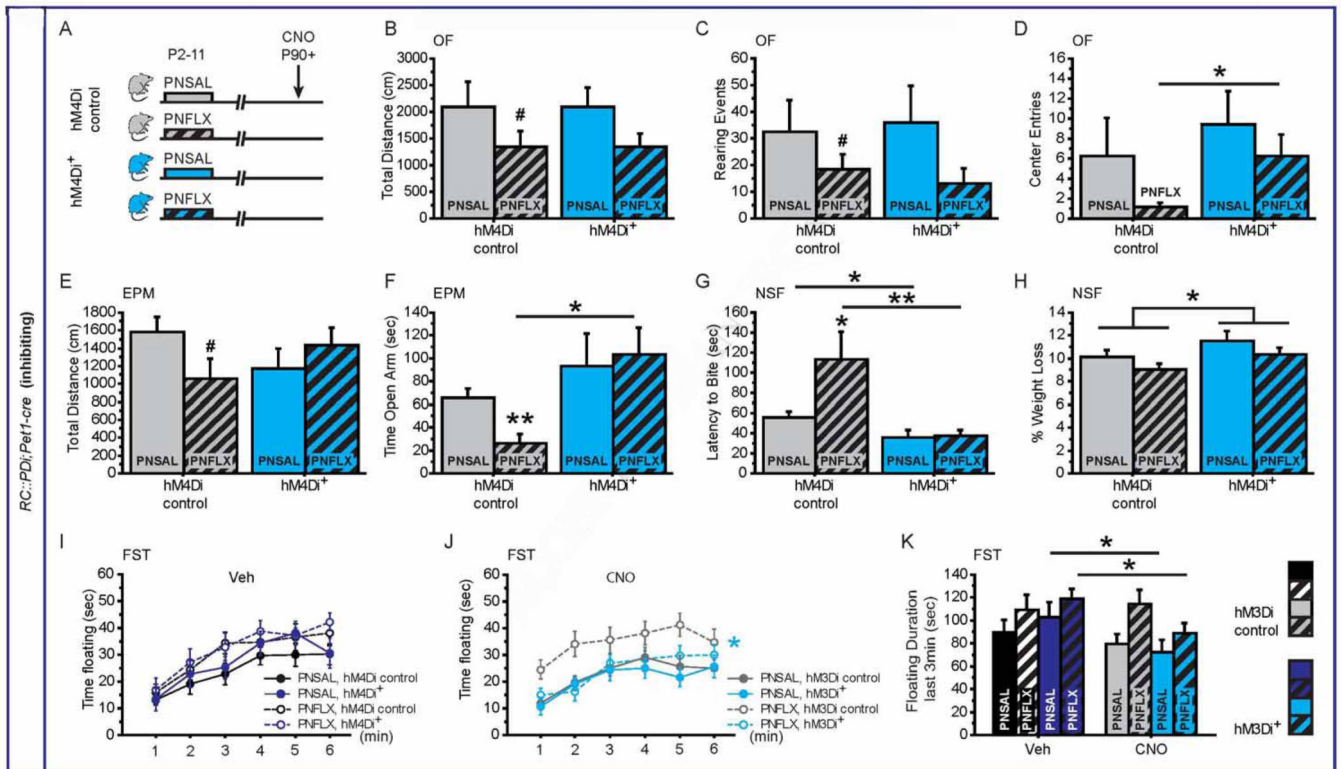 RC::PDi;Pet1-cre (inhibiting)
A
P2-11
CNO
P90+
hM4Di
control
PNSAL
PNFLX
hM4Di+
PNSAL
PNFLX
B
OF
Total Distance (cm)
3000
2500
2000
1500
1000
500
0
#
PNSAL
PNFLX
PNSAL
PNFLX
hM4Di
control
hM4Di+
C
OF
Rearing Events
60
50
40
30
20
10
0
#
PNSAL
PNFLX
PNSAL
PNFLX
hM4Di
control
hM4Di+
D
OF
Center Entries
16
14
12
10
8
6
4
2
0
*
PNSAL
PNFLX
PNSAL
PNFLX
hM4Di
control
hM4Di+
E
EPM
Total Distance (cm)
1800
1600
1400
1200
1000
800
600
400
200
0
#
PNSAL
PNFLX
PNSAL
PNFLX
hM4Di
control
hM4Di+
F
EPM
Time Open Arm (sec)
160
140
120
100
80
60
40
20
0
*
**
PNSAL
PNFLX
PNSAL
PNFLX
hM4Di
control
hM4Di+
G
NSF
Latency to Bite (sec)
160
140
120
100
80
60
40
20
0
*
**
*
PNSAL
PNFLX
PNSAL
PNFLX
hM4Di
control
hM4Di+
H
NSF
% Weight Loss
14
12
10
8
6
4
2
0
*
PNSAL
PNFLX
PNSAL
PNFLX
hM4Di
control
hM4Di+
I
FST
Veh
Time floating (sec)
60
50
40
30
20
10
0
PNSAL, hM4Di control
PNSAL, hM4Di+
PNFLX, hM4Di control
PNFLX, hM4Di+
1 2 3 4 5 6 (min)
J
FST
CNO
Time floating (sec)
60
50
40
30
20
10
0
*
PNSAL, hM3Di control
PNSAL, hM3Di+
PNFLX, hM3Di control
PNFLX, hM3Di+
1 2 3 4 5 6 (min)
K
FST
Floating Duration
last 3min (sec)
140
120
100
80
60
40
20
0
*
*
PNSAL
PNFLX
PNSAL
PNFLX
PNSAL
PNFLX
PNSAL
PNFLX
Veh
CNO
hM3Di
control
hM3Di+